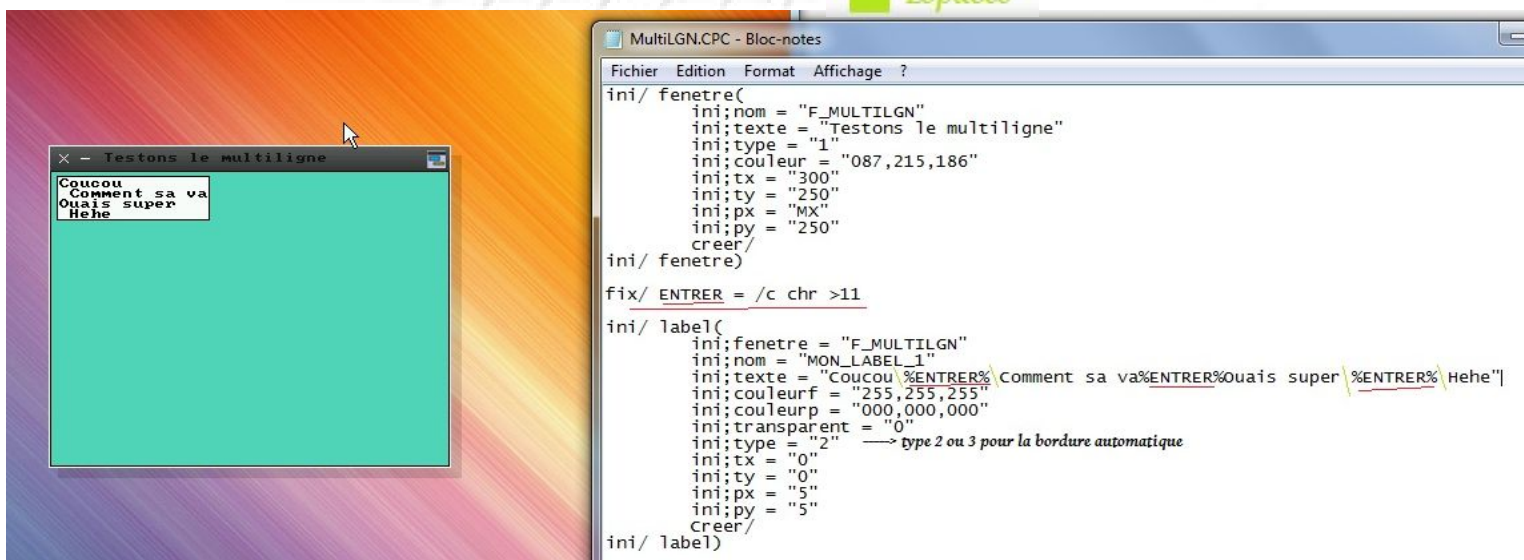 Espaces
MultiLGN.CPC - Bloc-notes
Fichier Edition Format Affichage ?
× - Testons le multiligne
Coucou
Comment sa va
Ouais super
Hehe
ini/ fenetre(
ini;nom = "F_MULTILGN"
ini;texte = "Testons le multiligne"
ini;type = "1"
ini;couleur = "087,215,186"
ini;tx = "300"
ini;ty = "250"
ini;px = "MX"
ini;py = "250"
creer/
ini/ fenetre)
fix/ ENTRER = /c chr >11
ini/ label(
ini;fenetre = "F_MULTILGN"
ini;nom = "MON_LABEL_1"
ini;texte = "Coucou\%ENTRER%\Comment sa va%ENTRER%Ouais super\%ENTRER%\Hehe"
ini;couleurf = "255,255,255"
ini;couleurp = "000,000,000"
ini;transparent = "0"
ini;type = "2" ----> type 2 ou 3 pour la bordure automatique
ini;tx = "0"
ini;ty = "0"
ini;px = "5"
ini;py = "5"
creer/
ini/ label)